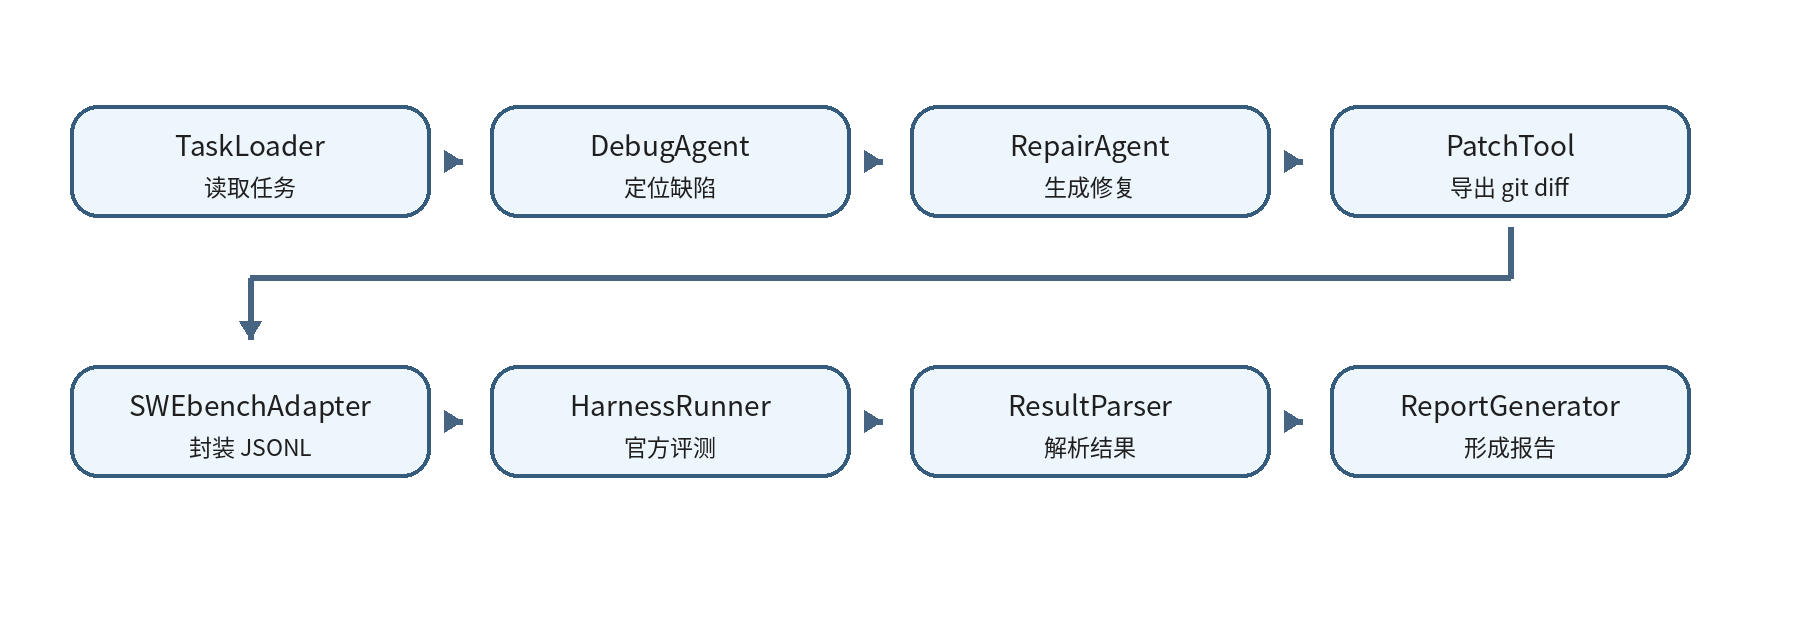 TaskLoader
读取任务
DebugAgent
定位缺陷
RepairAgent
生成修复
PatchTool
导出 git diff
SWEbenchAdapter
封装 JSONL
HarnessRunner
官方评测
ResultParser
解析结果
ReportGenerator
形成报告